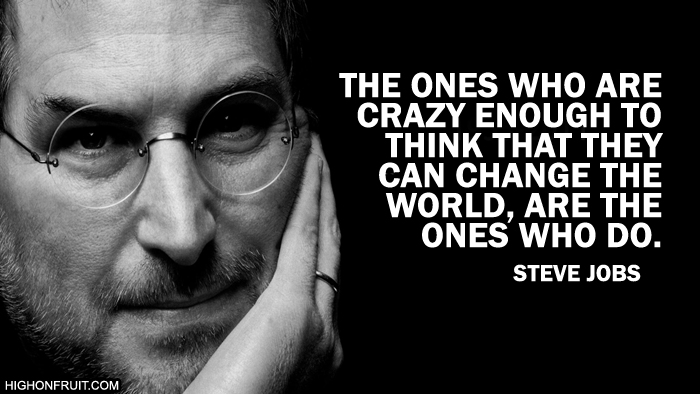 THE ONES WHO ARE
CRAZY ENOUGH TO
THINK THAT THEY
CAN CHANGE THE
WORLD, ARE THE
ONES WHO DO.
STEVE JOBS
HIGHONFRUIT.COM